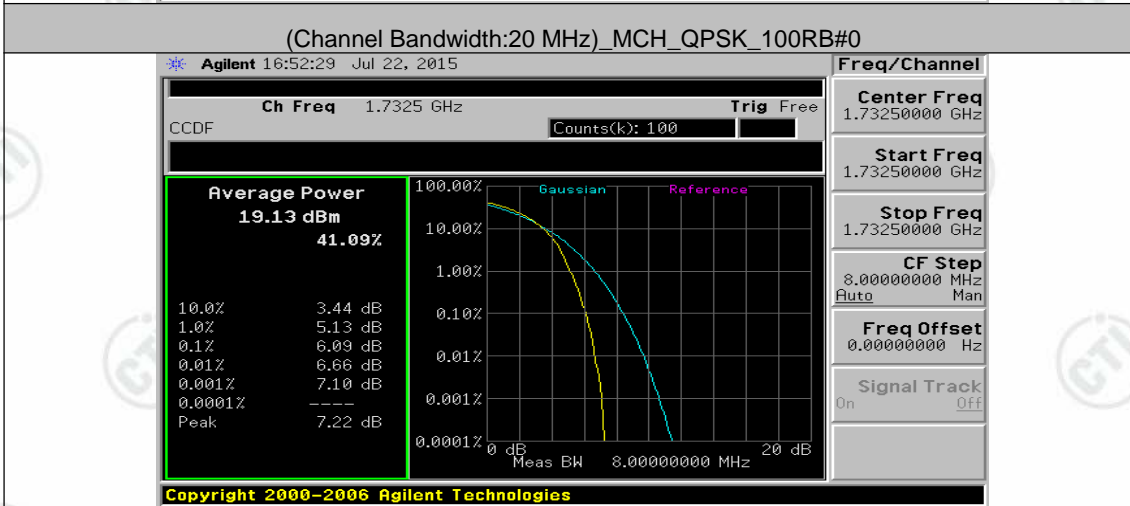 (Channel Bandwidth:20 MHz)_MCH_QPSK_100RB#0
Agilent 16:52:29 Jul 22, 2015
Freq/Channel
Ch Freq 1.7325 GHz
Trig Free
CCDF
Counts(k): 100
Average Power
19.13 dBm
41.09%
10.0% 3.44 dB
1.0% 5.13 dB
0.1% 6.09 dB
0.01% 6.66 dB
0.001% 7.10 dB
0.0001% ----
Peak 7.22 dB
Gaussian
Reference
100.00%
10.00%
1.00%
0.10%
0.01%
0.001%
0.0001%
0 dB
20 dB
Meas BW 8.00000000 MHz
Center Freq
1.73250000 GHz
Start Freq
1.73250000 GHz
Stop Freq
1.73250000 GHz
CF Step
8.00000000 MHz
Auto Man
Freq Offset
0.00000000 Hz
Signal Track
On Off
Copyright 2000-2006 Agilent Technologies
CTI
CTI
CTI